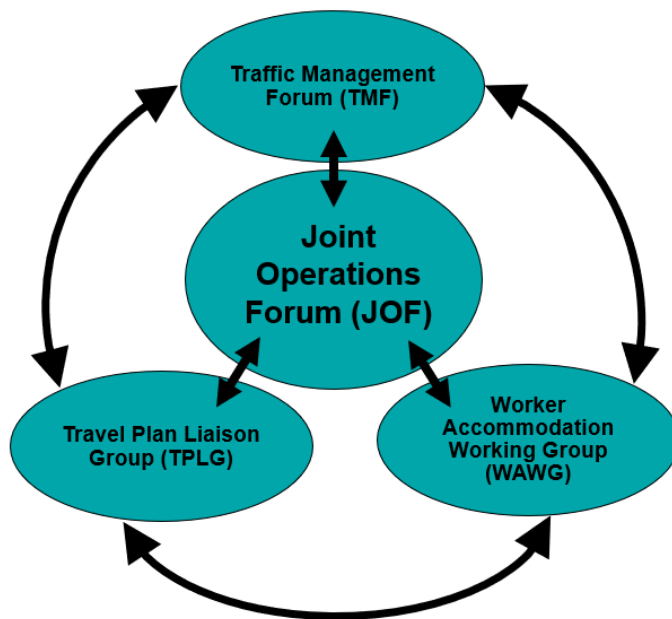 Traffic Management
Forum (TMF)
Joint
Operations
Forum (JOF)
Travel Plan Liaison
Group (TPLG)
Worker
Accommodation
Working Group
(WAWG)